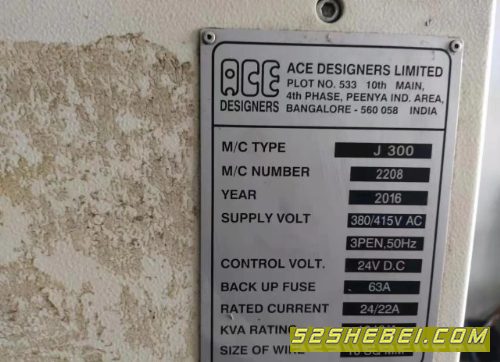 ACE DESIGNERS
ACE DESIGNERS LIMITED
PLOT NO. 533 10th MAIN,
4th PHASE, PEENYA IND. AREA,
BANGALORE - 560 058 INDIA
M/C TYPE J 300
M/C NUMBER 2208
YEAR 2016
SUPPLY VOLT 380/415V AC
3PEN,50Hz
CONTROL VOLT. 24V D.C
BACK UP FUSE 63A
RATED CURRENT 24/22A
KVA RATING
SIZE OF WIRE
52SHEBEI.COM